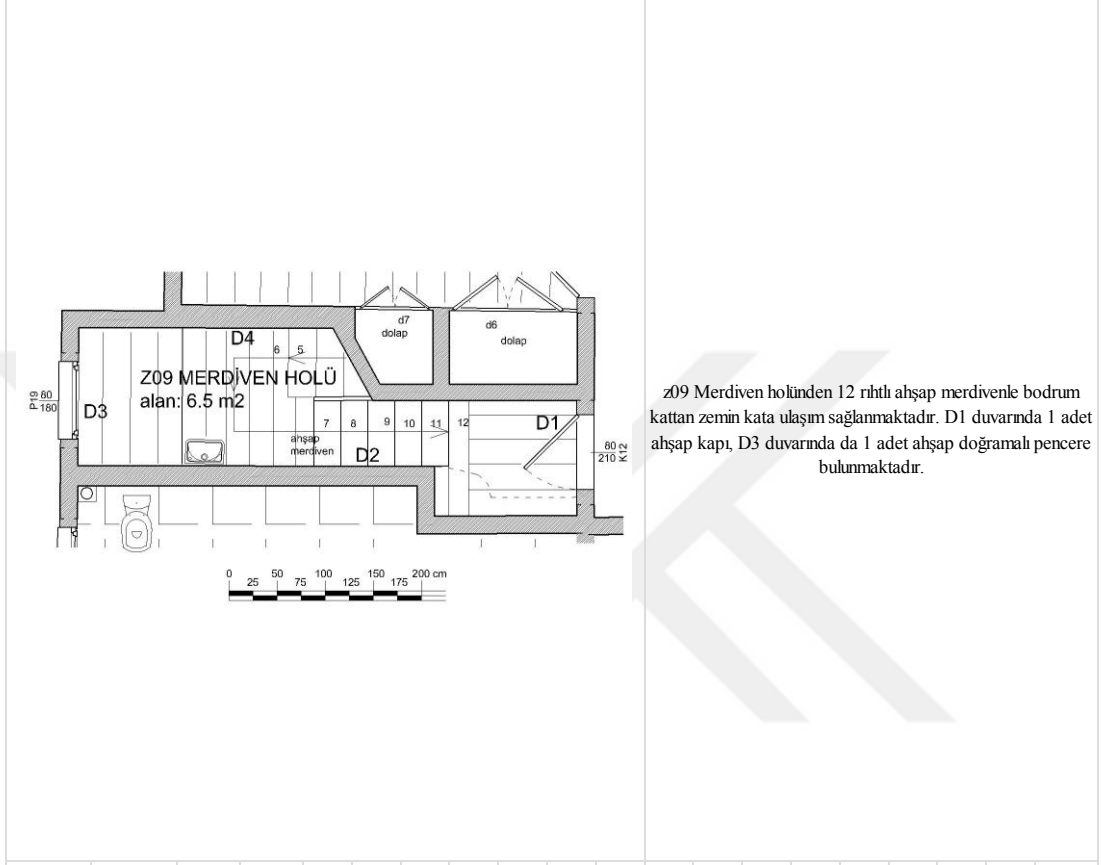 d7
dolap
d6
dolap
D4
6 5
Z09 MERDİVEN HOLÜ
alan: 6.5 m2
P19 80
180
D3
7 8 9 10 11 12
D1
ahşap
merdiven
D2
80
210 K12
0 50 100 150 200 cm
25 75 125 175
z09 Merdiven holünden 12 rıhtlı ahşap merdivenle bodrum
kattan zemin kata ulaşım sağlanmaktadır. D1 duvarında 1 adet
ahşap kapı, D3 duvarında da 1 adet ahşap doğramalı pencere
bulunmaktadır.